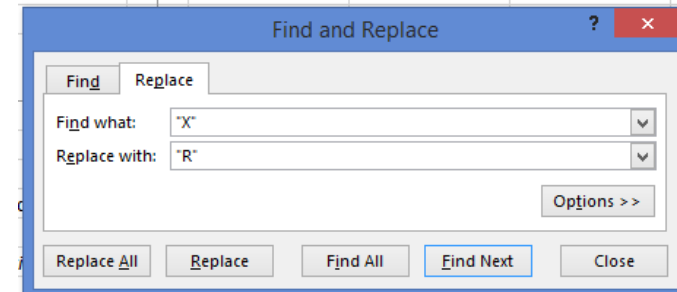 Find and Replace ? ×
Find Replace
Find what: "X"
Replace with: "R"
Options >>
Replace All Replace Find All Find Next Close